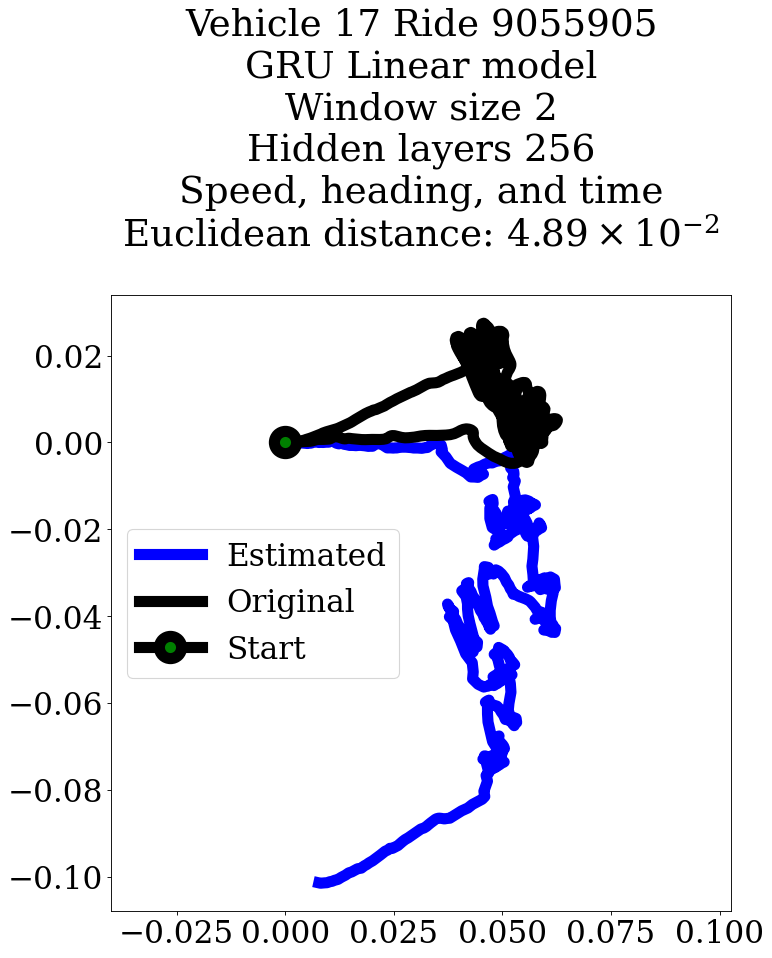 Vehicle 17 Ride 9055905
GRU Linear model
Window size 2
Hidden layers 256
Speed, heading, and time
Euclidean distance: 4.89 × 10⁻²
0.02
0.00
−0.02
−0.04
−0.06
−0.08
−0.10
Estimated
Original
Start
−0.025 0.000 0.025 0.050 0.075 0.100